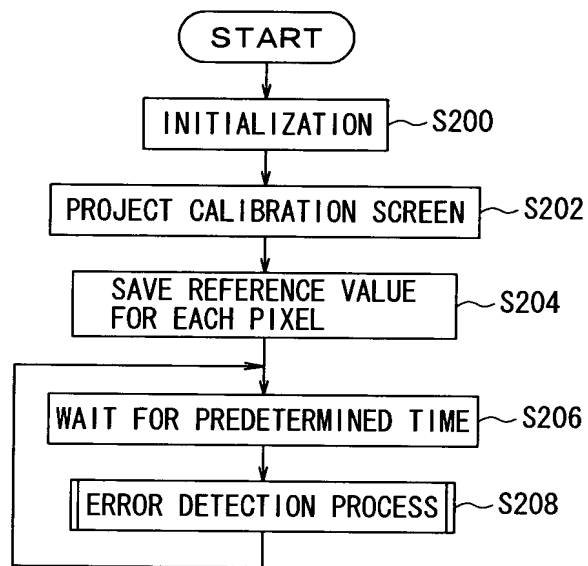 START
INITIALIZATION
S200
PROJECT CALIBRATION SCREEN
S202
SAVE REFERENCE VALUE
FOR EACH PIXEL
S204
WAIT FOR PREDETERMINED TIME
S206
ERROR DETECTION PROCESS
S208